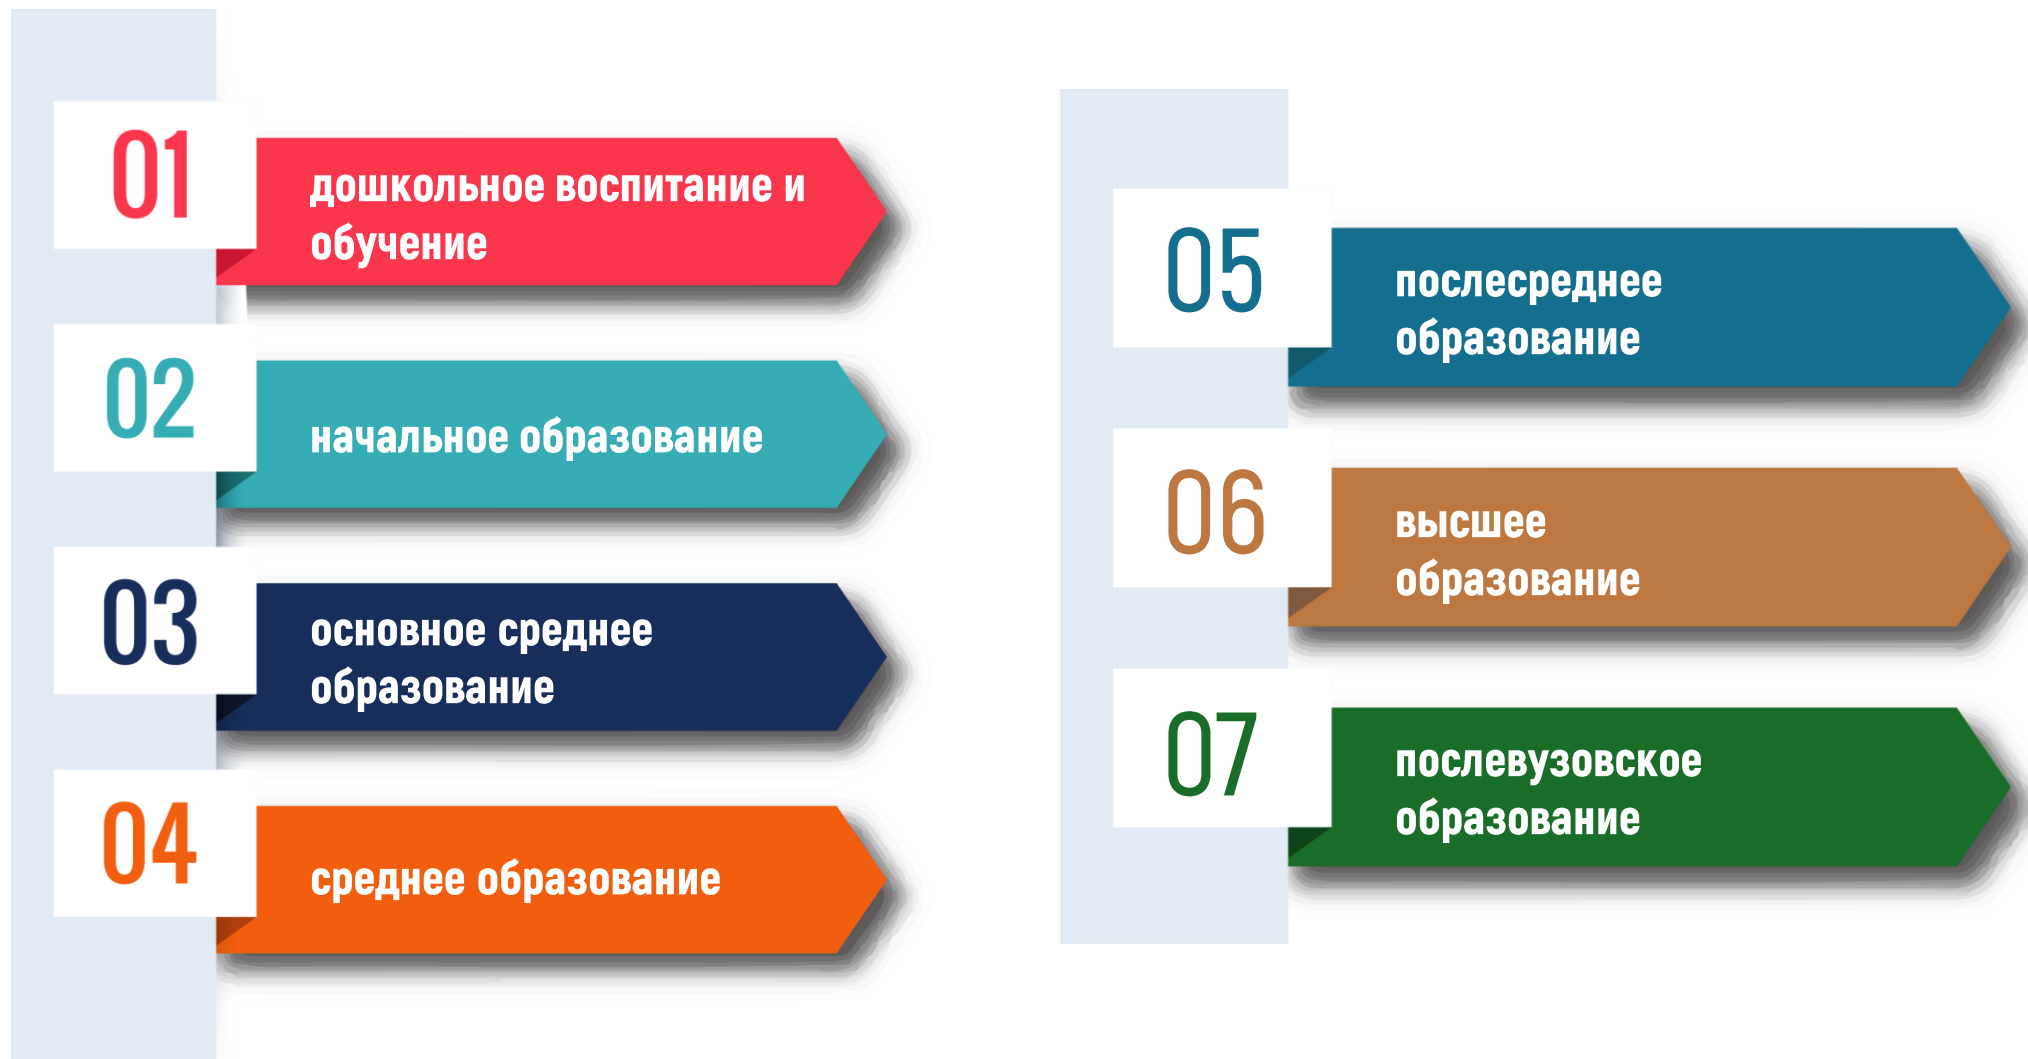 01
дошкольное воспитание и
обучение
02
начальное образование
03
основное среднее
образование
04
среднее образование
05
послесреднее
образование
06
высшее
образование
07
послевузовское
образование